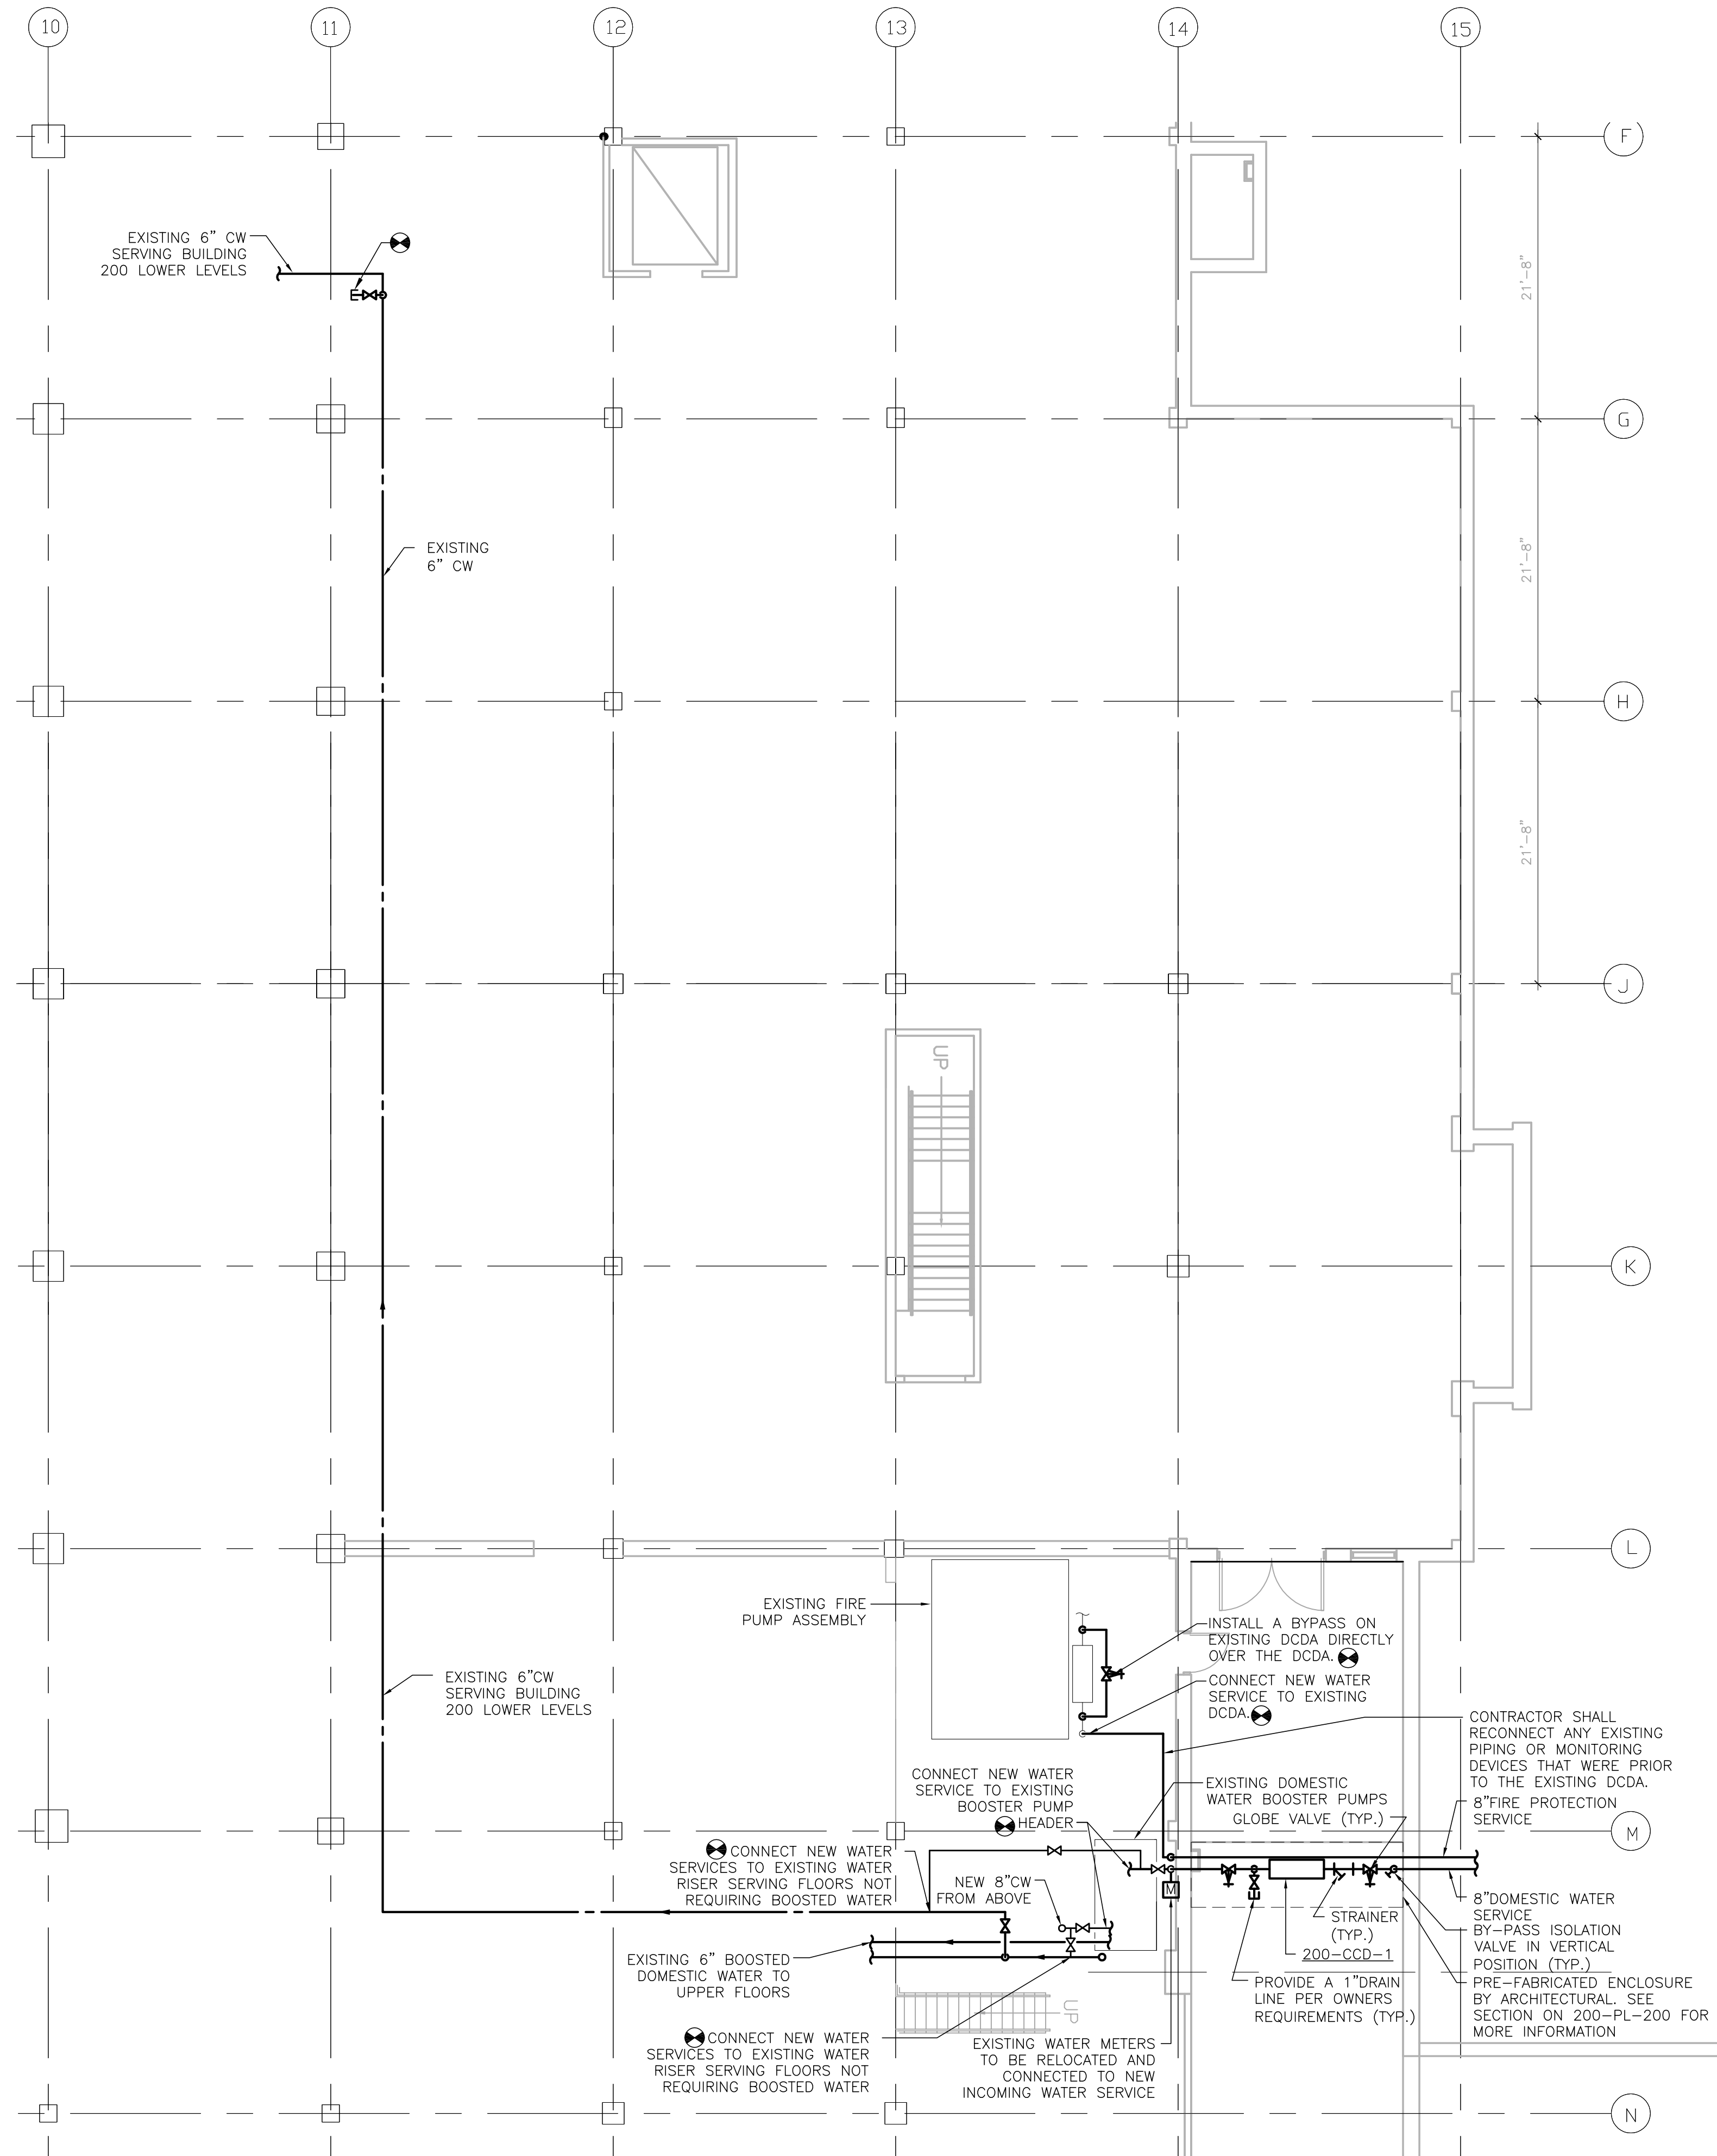 10
11
12
13
14
15
F
EXISTING 6" CW
SERVING BUILDING
200 LOWER LEVELS
21'-8"
G
EXISTING
6" CW
21'-8"
H
21'-8"
J
UP
K
L
EXISTING FIRE
PUMP ASSEMBLY
INSTALL A BYPASS ON
EXISTING DCDA DIRECTLY
OVER THE DCDA.
EXISTING 6"CW
SERVING BUILDING
200 LOWER LEVELS
CONNECT NEW WATER
SERVICE TO EXISTING
DCDA.
CONTRACTOR SHALL
RECONNECT ANY EXISTING
PIPING OR MONITORING
DEVICES THAT WERE PRIOR
TO THE EXISTING DCDA.
CONNECT NEW WATER
SERVICE TO EXISTING
BOOSTER PUMP
HEADER
EXISTING DOMESTIC
WATER BOOSTER PUMPS
GLOBE VALVE (TYP.)
8"FIRE PROTECTION
SERVICE
M
CONNECT NEW WATER
SERVICES TO EXISTING WATER
RISER SERVING FLOORS NOT
REQUIRING BOOSTED WATER
NEW 8"CW
FROM ABOVE
M
8"DOMESTIC WATER
SERVICE
STRAINER
(TYP.)
200-CCD-1
BY-PASS ISOLATION
VALVE IN VERTICAL
POSITION (TYP.)
EXISTING 6" BOOSTED
DOMESTIC WATER TO
UPPER FLOORS
PROVIDE A 1"DRAIN
LINE PER OWNERS
REQUIREMENTS (TYP.)
PRE-FABRICATED ENCLOSURE
BY ARCHITECTURAL. SEE
SECTION ON 200-PL-200 FOR
MORE INFORMATION
UP
CONNECT NEW WATER
SERVICES TO EXISTING WATER
RISER SERVING FLOORS NOT
REQUIRING BOOSTED WATER
EXISTING WATER METERS
TO BE RELOCATED AND
CONNECTED TO NEW
INCOMING WATER SERVICE
N